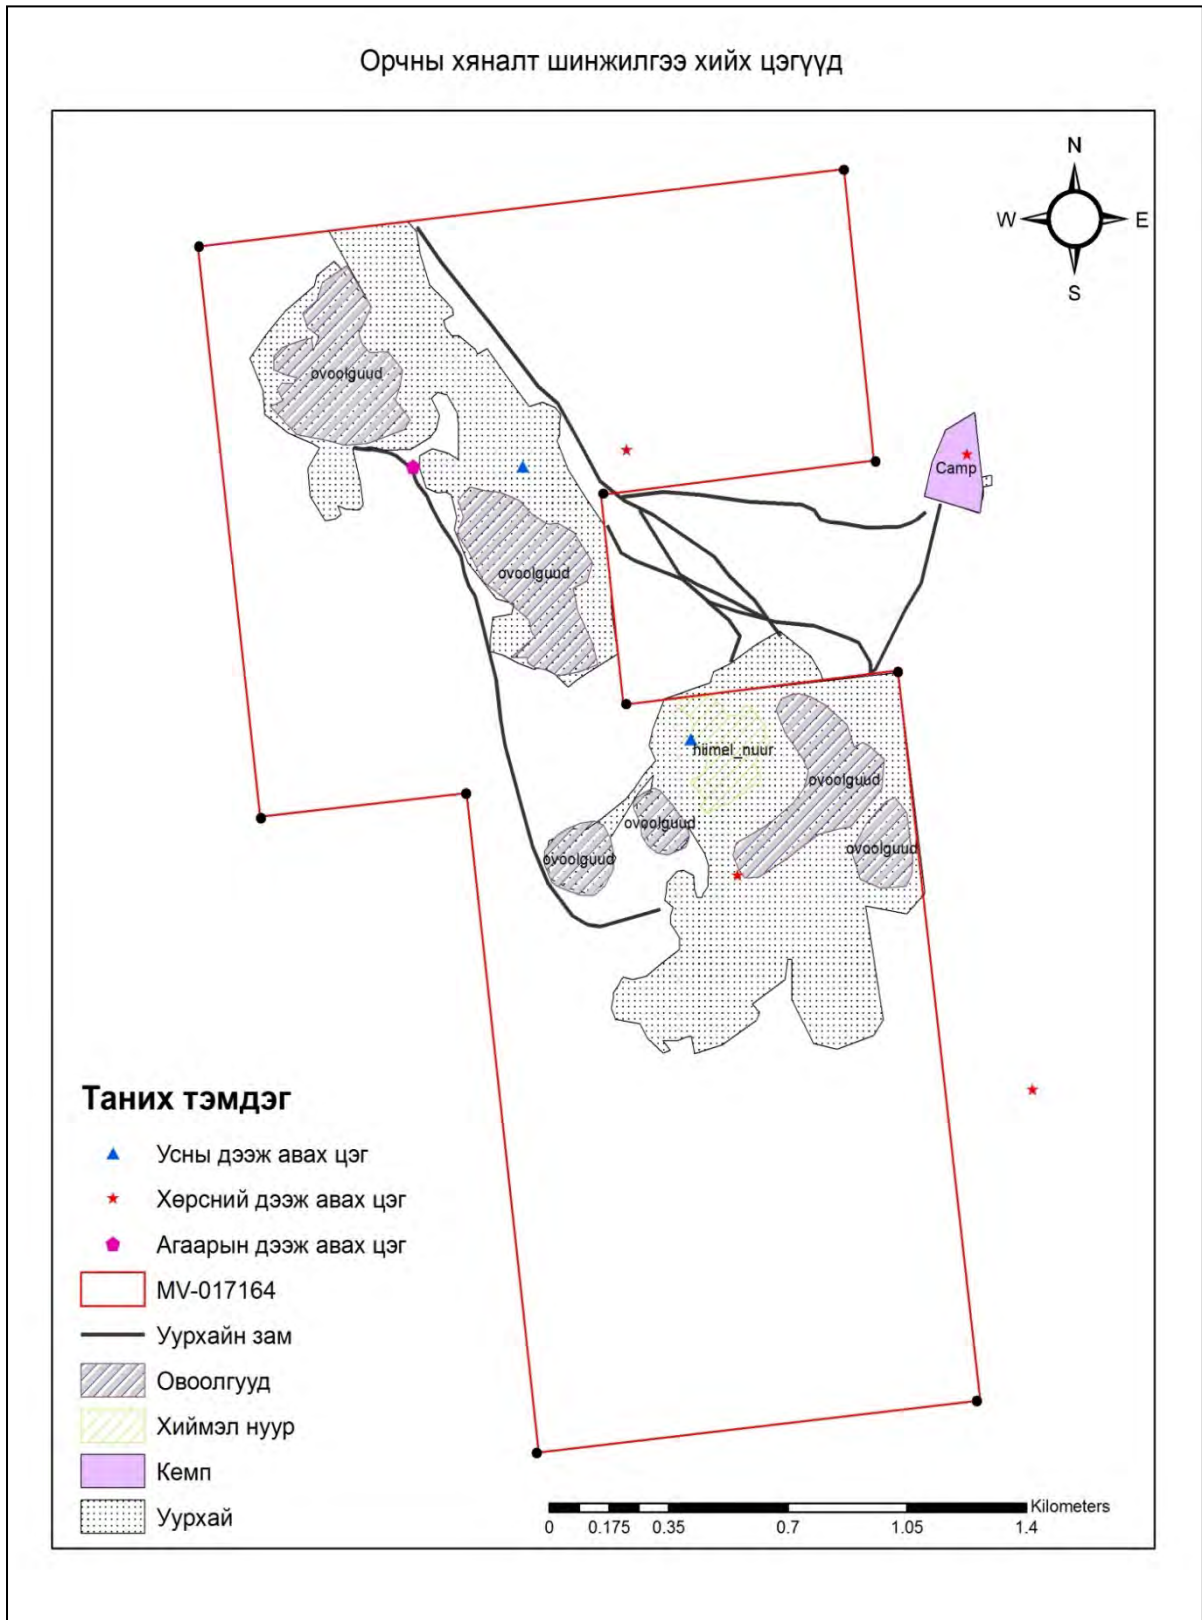 Орчны хяналт шинжилгээ хийх цэгүүд
N
W E
S
ovoolguud
Camp
ovoolguud
hiimel_nuur
ovoolguud
ovoolguud
ovoolguud
ovoolguud
Таних тэмдэг
Усны дээж авах цэг
Хөрсний дээж авах цэг
Агаарын дээж авах цэг
MV-017164
Уурхайн зам
Овоолгууд
Хиймэл нуур
Кемп
Уурхай
Kilometers
0 0.175 0.35 0.7 1.05 1.4